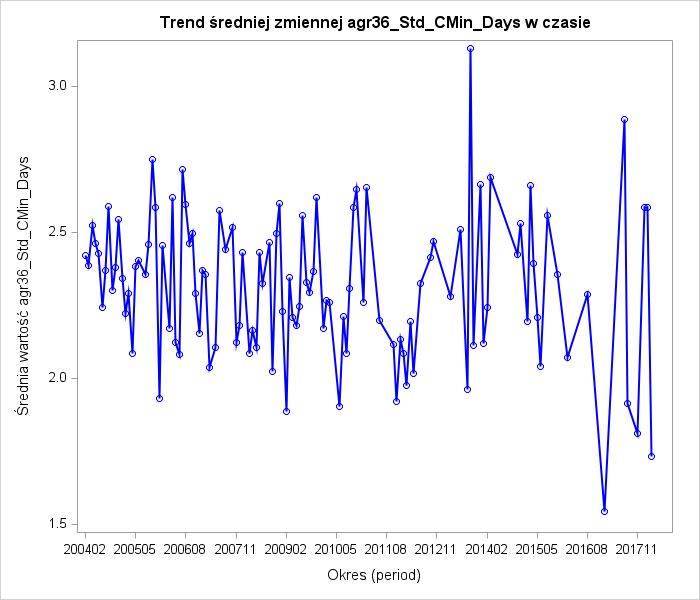 Trend średniej zmiennej agr36_Std_CMin_Days w czasie
Średnia wartość agr36_Std_CMin_Days
3.0
2.5
2.0
1.5
200402 200505 200608 200711 200902 201005 201108 201211 201402 201505 201608 201711
Okres (period)